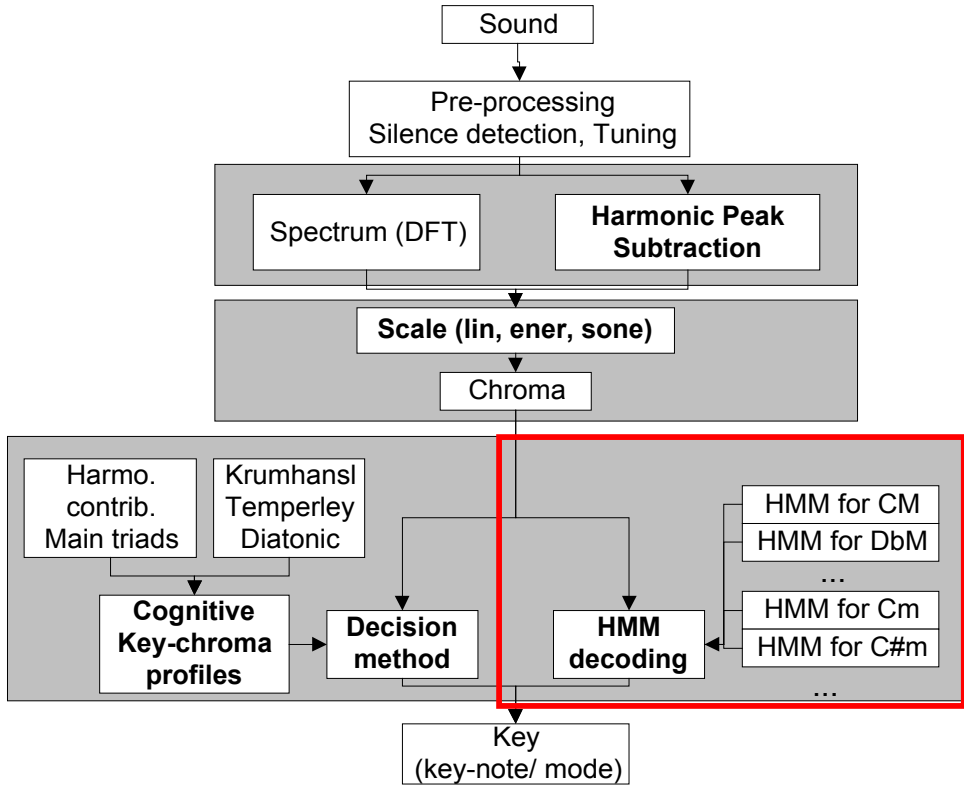 Sound
Pre-processing
Silence detection, Tuning
Spectrum (DFT)
Harmonic Peak
Subtraction
Scale (lin, ener, sone)
Chroma
Harmo.
contrib.
Main triads
Krumhansl
Temperley
Diatonic
Cognitive
Key-chroma
profiles
Decision
method
HMM
decoding
HMM for CM
HMM for DbM
...
HMM for Cm
HMM for C#m
...
Key
(key-note/ mode)